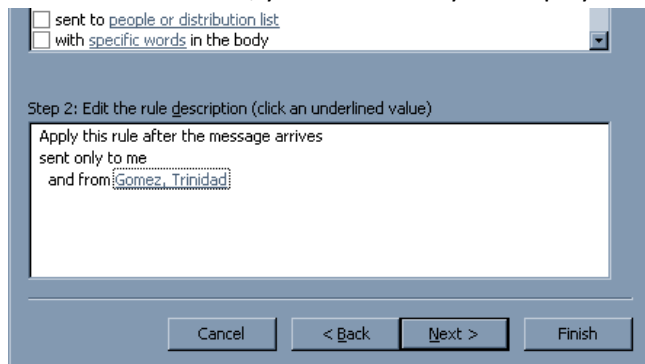 sent to people or distribution list
with specific words in the body
Step 2: Edit the rule description (click an underlined value)
Apply this rule after the message arrives
sent only to me
and from Gomez, Trinidad
Cancel
< Back
Next >
Finish